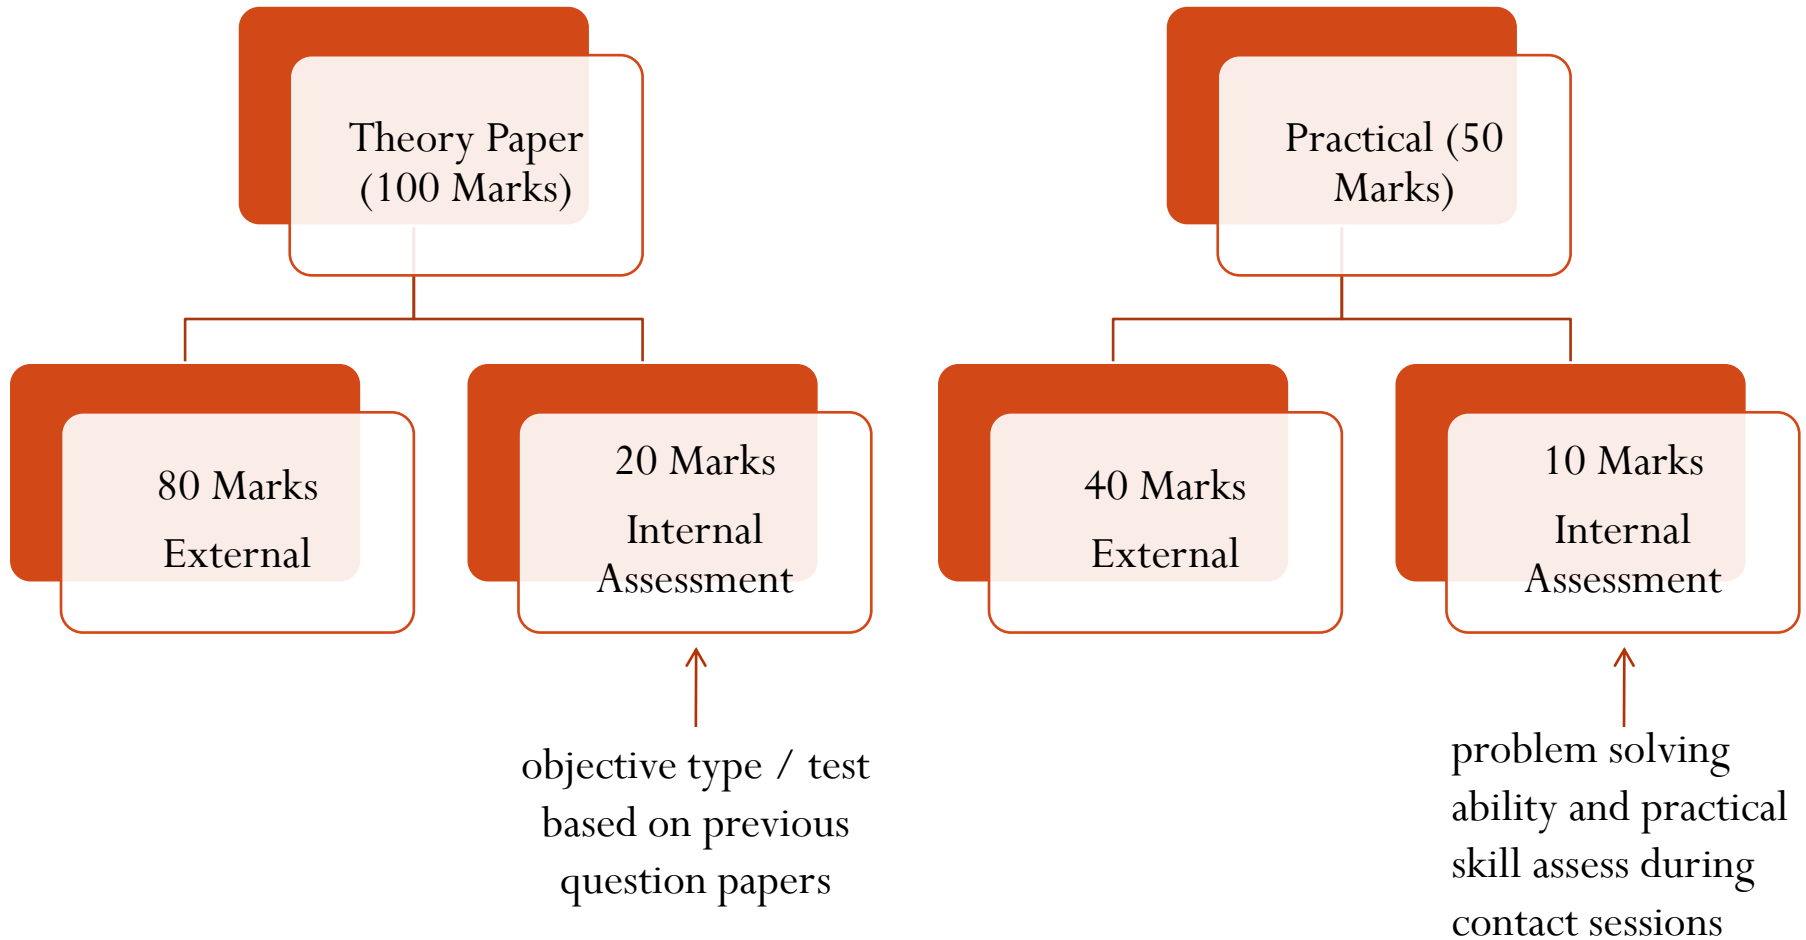 Theory Paper
(100 Marks)
Practical (50
Marks)
80 Marks
External
20 Marks
Internal
Assessment
40 Marks
External
10 Marks
Internal
Assessment
objective type / test
based on previous
question papers
problem solving
ability and practical
skill assess during
contact sessions